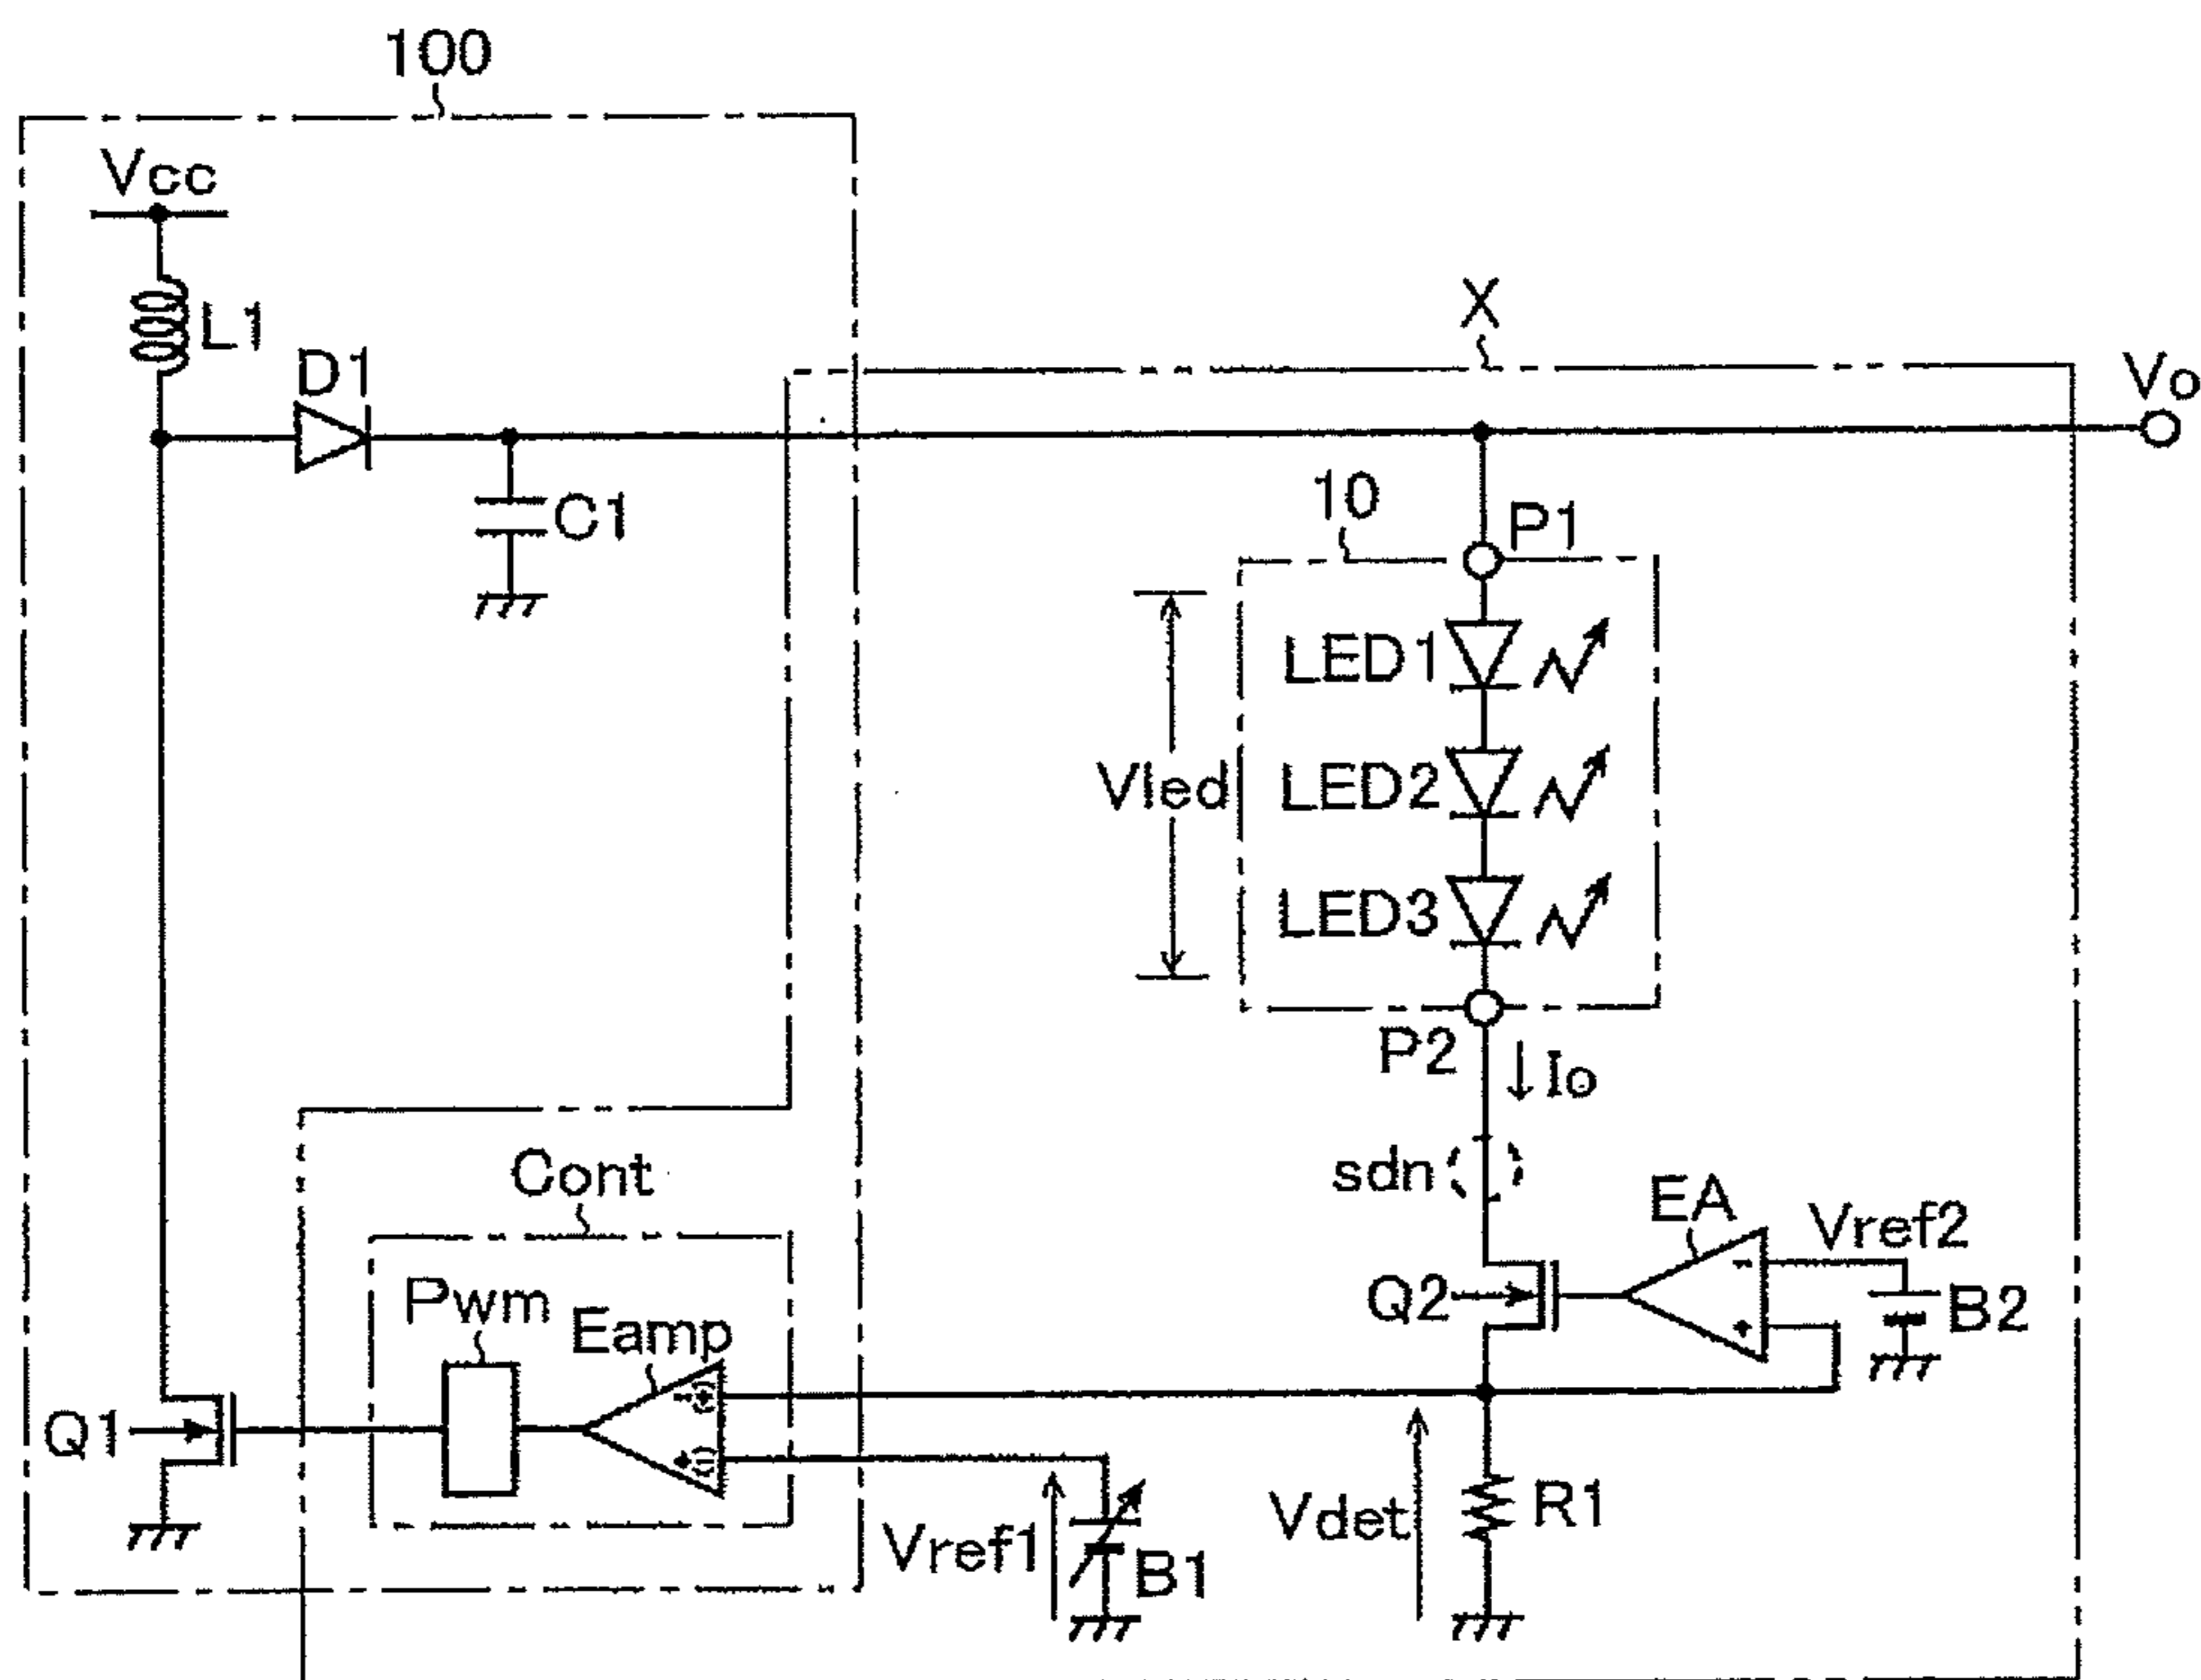 100
Vcc
L1
D1
C1
X
Vo
10
P1
LED1
Vled
LED2
LED3
P2
Io
sdn
EA
Vref2
Q2
-
+
B2
Cont
Pwm
Eamp
- (+)
+ (-)
Q1
Vref1
B1
Vdet
R1